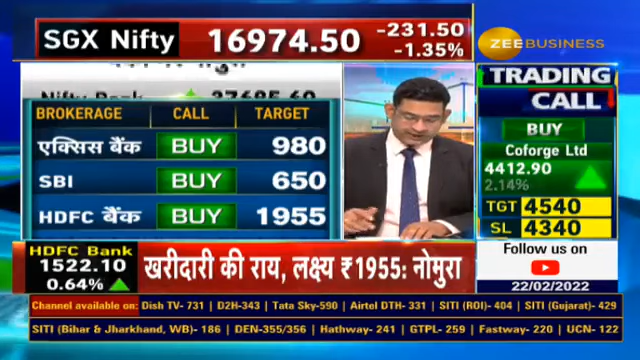 SGX Nifty 16974.50 -231.50 -1.35%
ZEE BUSINESS
BROKERAGE CALL TARGET
एक्सिस बैंक BUY 980
SBI BUY 650
HDFC बैंक BUY 1955
TRADING CALL
BUY
Coforge Ltd
4412.90
2.14%
TGT 4540
SL 4340
HDFC Bank
1522.10
0.64%
खरीदारी की राय, लक्ष्य ₹1955: नोमुरा
Follow us on
22/02/2022
Channel available on: Dish TV- 731 | D2H-343 | Tata Sky-590 | Airtel DTH- 331 | SITI (ROI)- 404 | SITI (Gujarat)- 429
SITI (Bihar & Jharkhand, WB)- 186 | DEN-355/356 | Hathway- 241 | GTPL- 259 | Fastway- 220 | UCN- 122